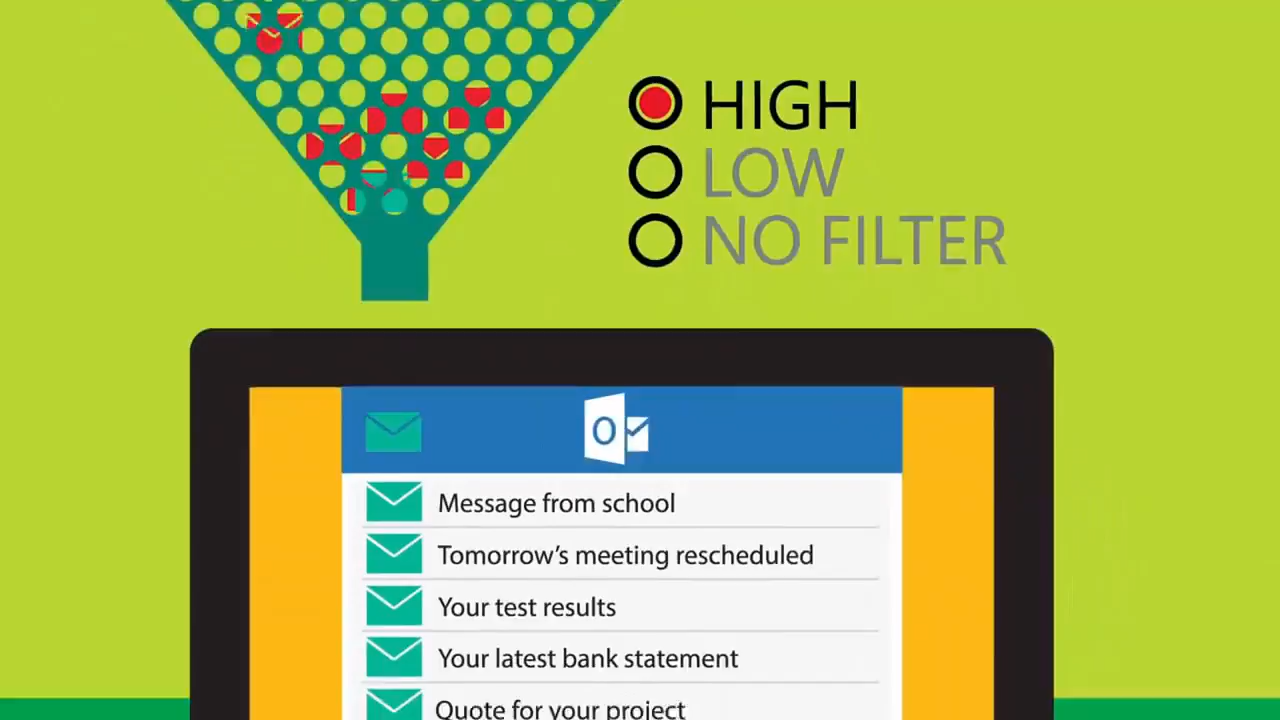 HIGH
LOW
NO FILTER
O
Message from school
Tomorrow's meeting rescheduled
Your test results
Your latest bank statement
Quote for your project